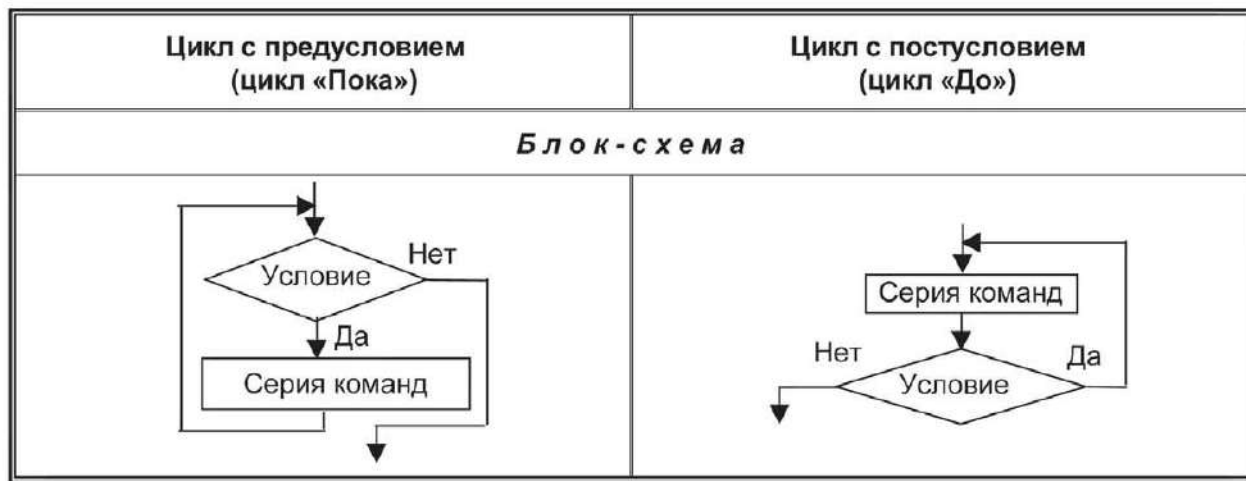 Цикл с предусловием
(цикл «Пока»)
Цикл с постусловием
(цикл «До»)
Блок-схема
Нет
Условие
Да
Серия команд
Серия команд
Нет
Да
Условие